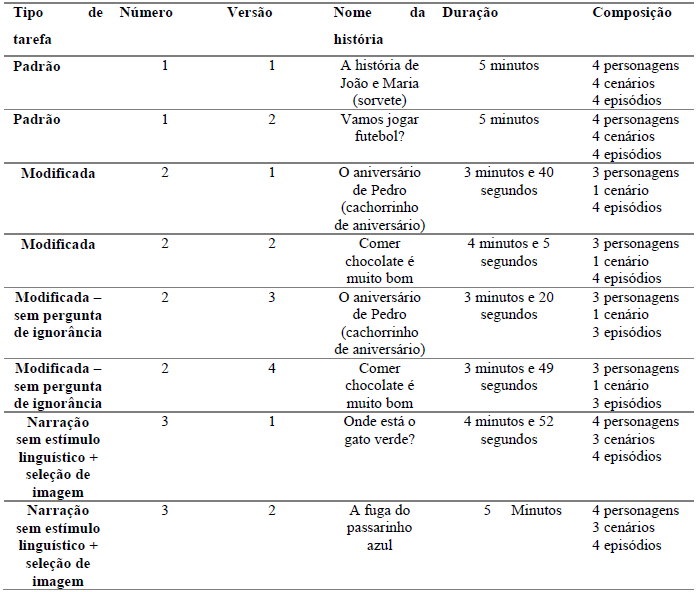 Tipo de tarefa Número Versão Nome da história Duração Composição
Padrão 1 1 A história de João e Maria (sorvete) 5 minutos 4 personagens 4 cenários 4 episódios
Padrão 1 2 Vamos jogar futebol? 5 minutos 4 personagens 4 cenários 4 episódios
Modificada 2 1 O aniversário de Pedro (cachorrinho de aniversário) 3 minutos e 40 segundos 3 personagens 1 cenário 4 episódios
Modificada 2 2 Comer chocolate é muito bom 4 minutos e 5 segundos 3 personagens 1 cenário 4 episódios
Modificada – sem pergunta de ignorância 2 3 O aniversário de Pedro (cachorrinho de aniversário) 3 minutos e 20 segundos 3 personagens 1 cenário 3 episódios
Modificada – sem pergunta de ignorância 2 4 Comer chocolate é muito bom 3 minutos e 49 segundos 3 personagens 1 cenário 3 episódios
Narração sem estímulo linguístico + seleção de imagem 3 1 Onde está o gato verde? 4 minutos e 52 segundos 4 personagens 3 cenários 4 episódios
Narração sem estímulo linguístico + seleção de imagem 3 2 A fuga do passarinho azul 5 Minutos 4 personagens 3 cenários 4 episódios